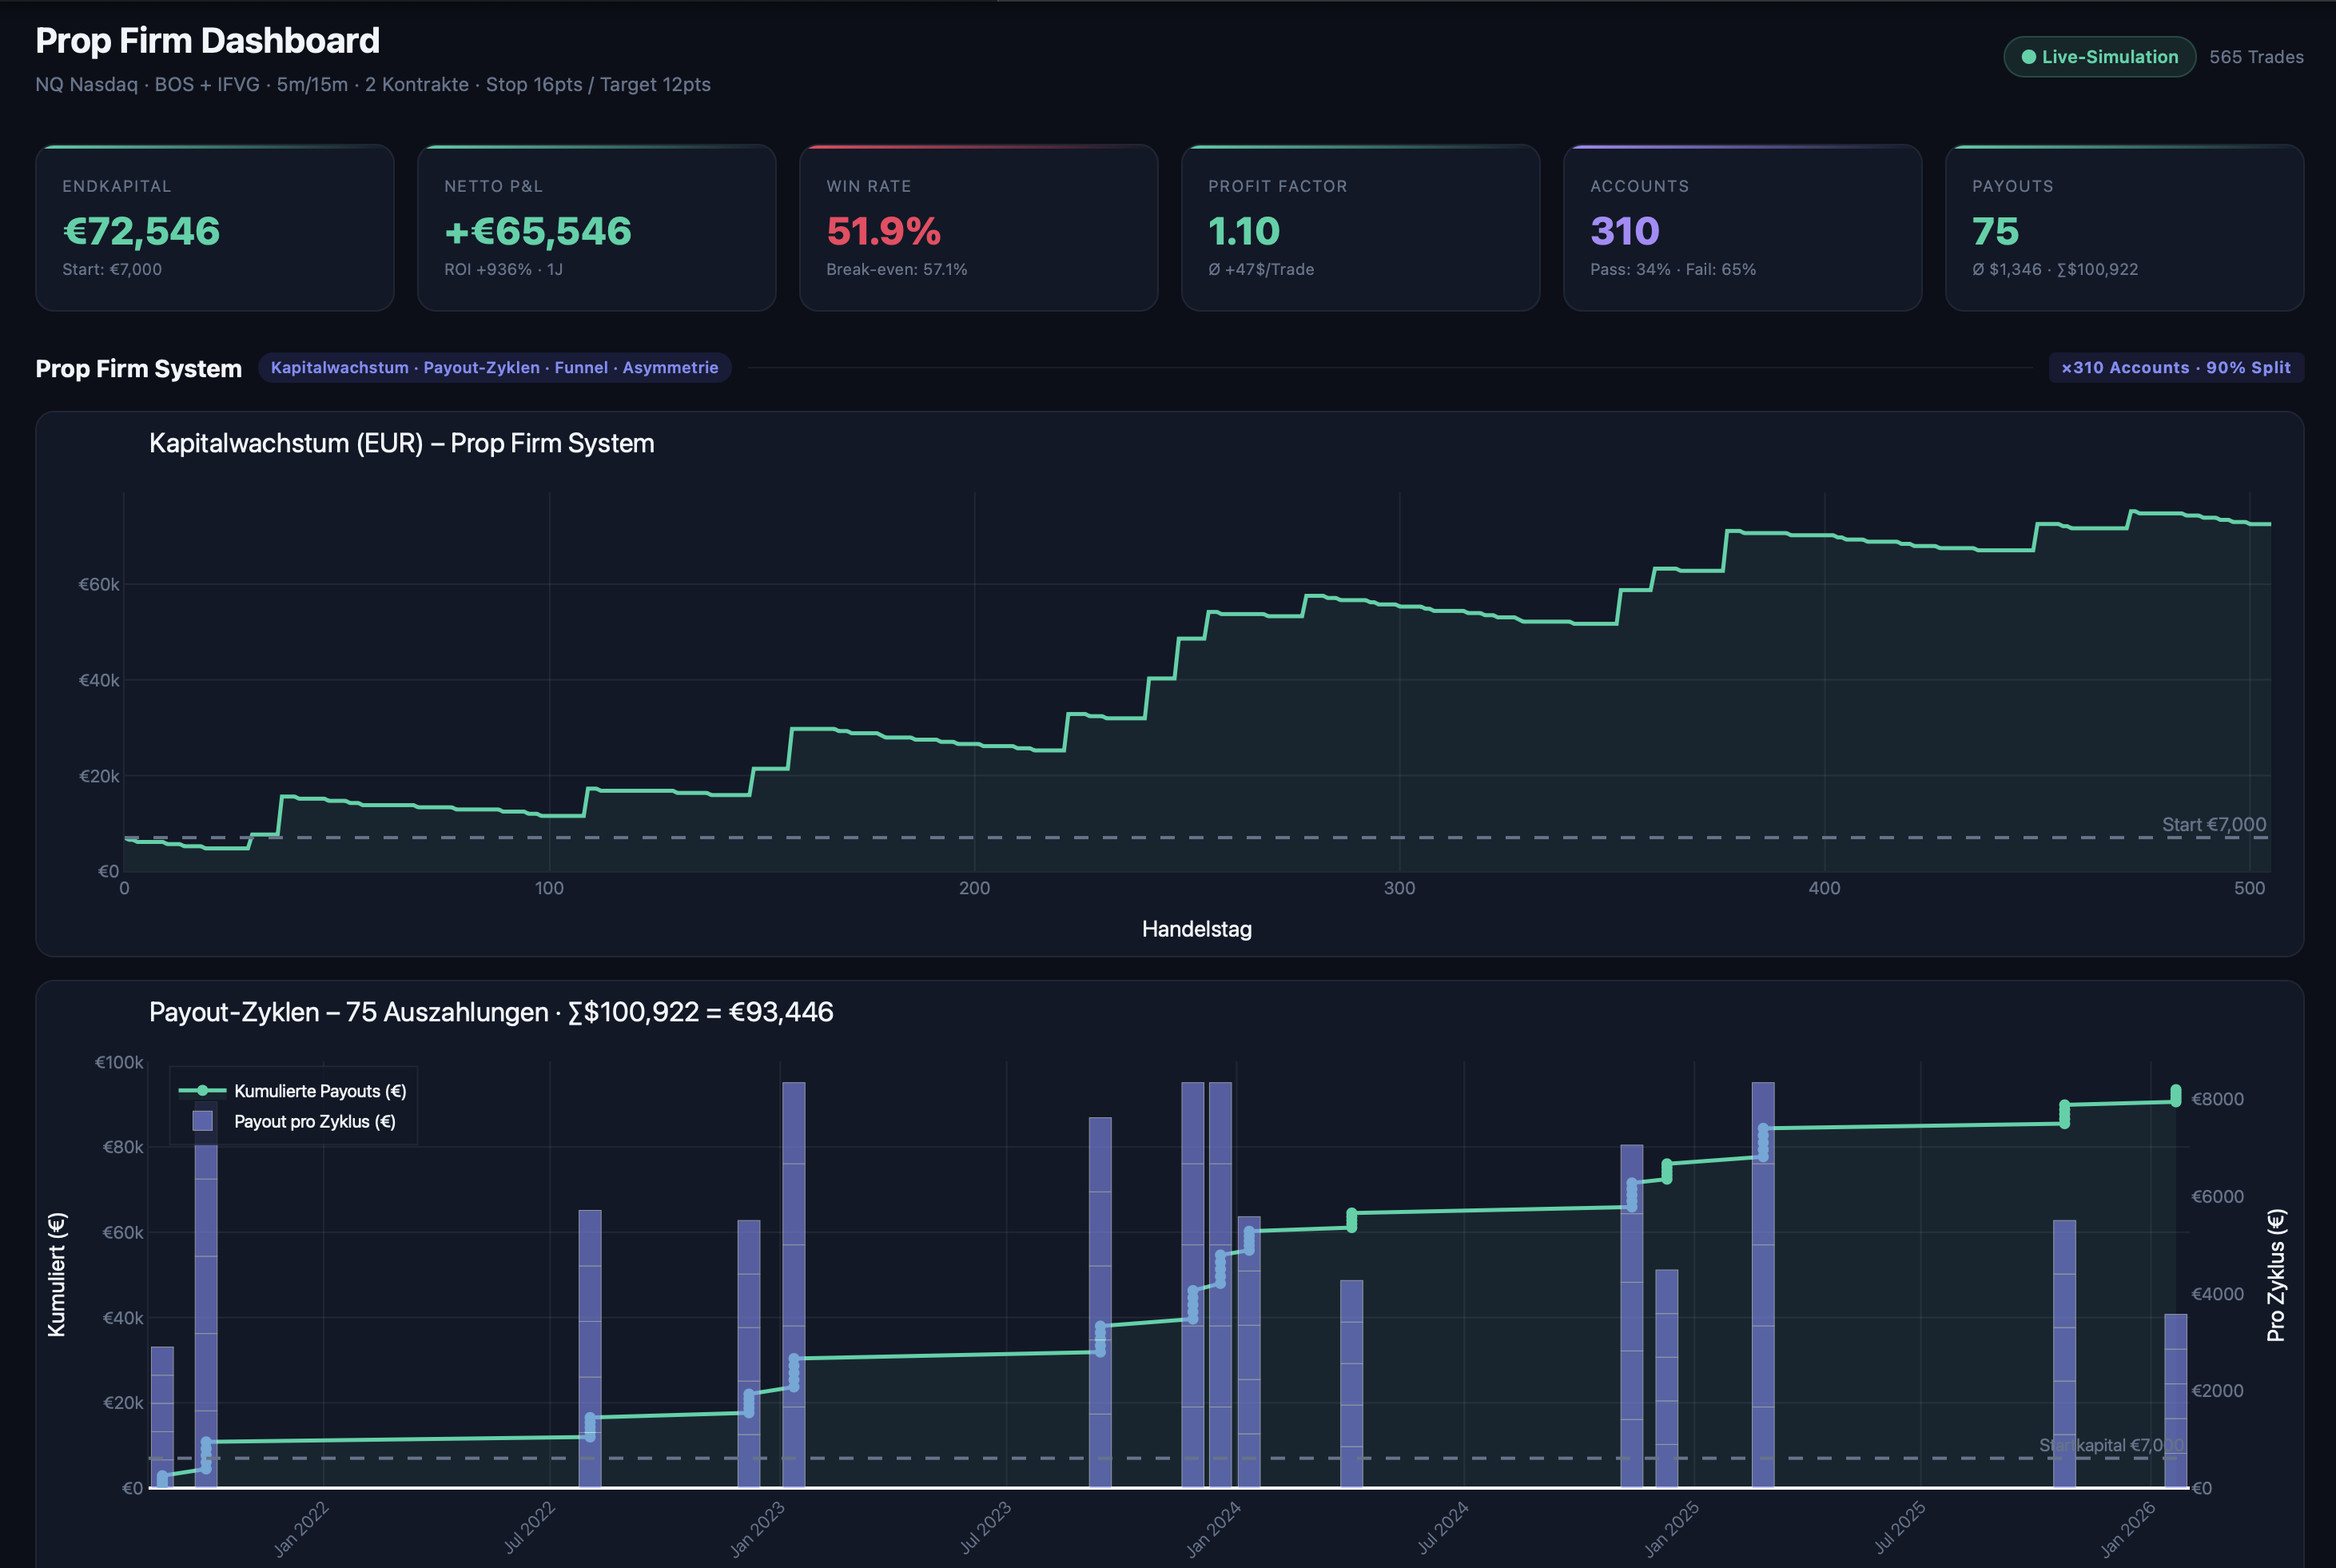 Prop Firm Dashboard
NQ Nasdaq · BOS + IFVG · 5m/15m · 2 Kontrakte · Stop 16pts / Target 12pts
Live-Simulation
565 Trades
ENDKAPITAL
€72,546
Start: €7,000
NETTO P&L
+€65,546
ROI +936% · 1J
WIN RATE
51.9%
Break-even: 57.1%
PROFIT FACTOR
1.10
Ø +47$/Trade
ACCOUNTS
310
Pass: 34% · Fail: 65%
PAYOUTS
75
Ø $1,346 · ∑$100,922
Prop Firm System
Kapitalwachstum · Payout-Zyklen · Funnel · Asymmetrie
×310 Accounts · 90% Split
Kapitalwachstum (EUR) – Prop Firm System
€60k
€40k
€20k
€0
Start €7,000
0
100
200
300
400
500
Handelstag
Payout-Zyklen – 75 Auszahlungen · ∑$100,922 = €93,446
Kumulierte Payouts (€)
Payout pro Zyklus (€)
Kumuliert (€)
€100k
€80k
€60k
€40k
€20k
€0
€8000
€6000
€4000
€2000
€0
Pro Zyklus (€)
Startkapital €7,000
Jan 2022
Jul 2022
Jan 2023
Jul 2023
Jan 2024
Jul 2024
Jan 2025
Jul 2025
Jan 2026